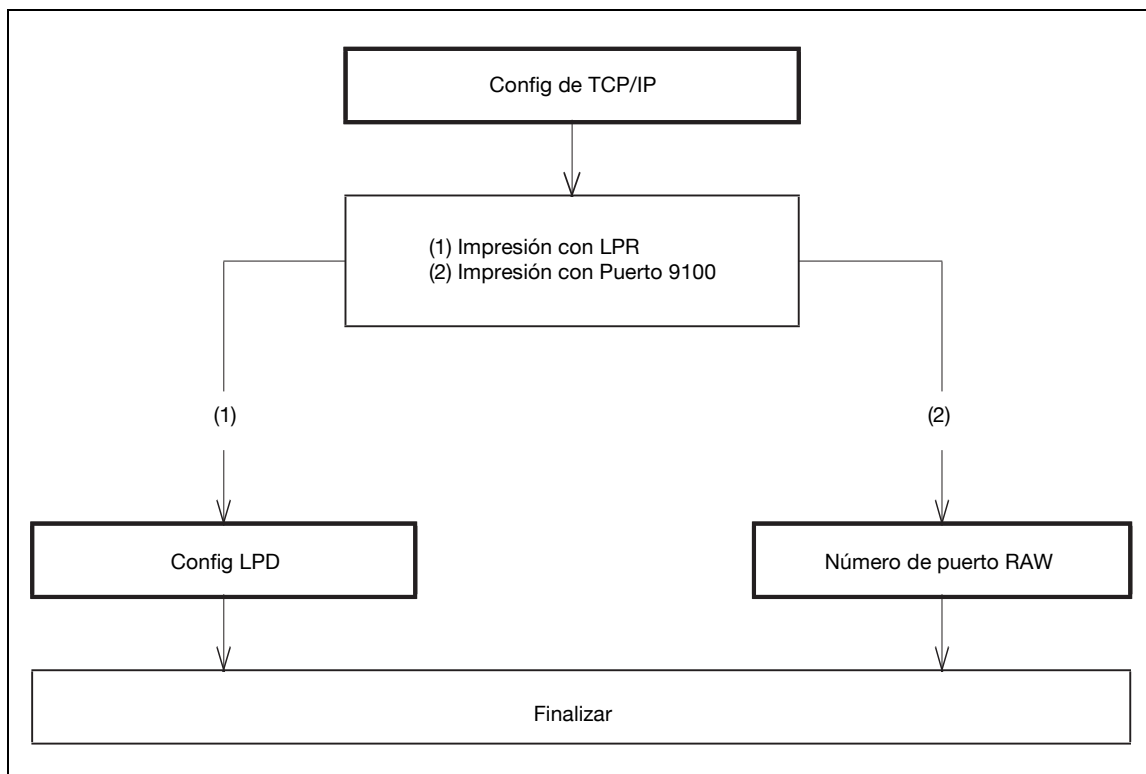 Config de TCP/IP
(1) Impresión con LPR
(2) Impresión con Puerto 9100
(1)
(2)
Config LPD
Número de puerto RAW
Finalizar